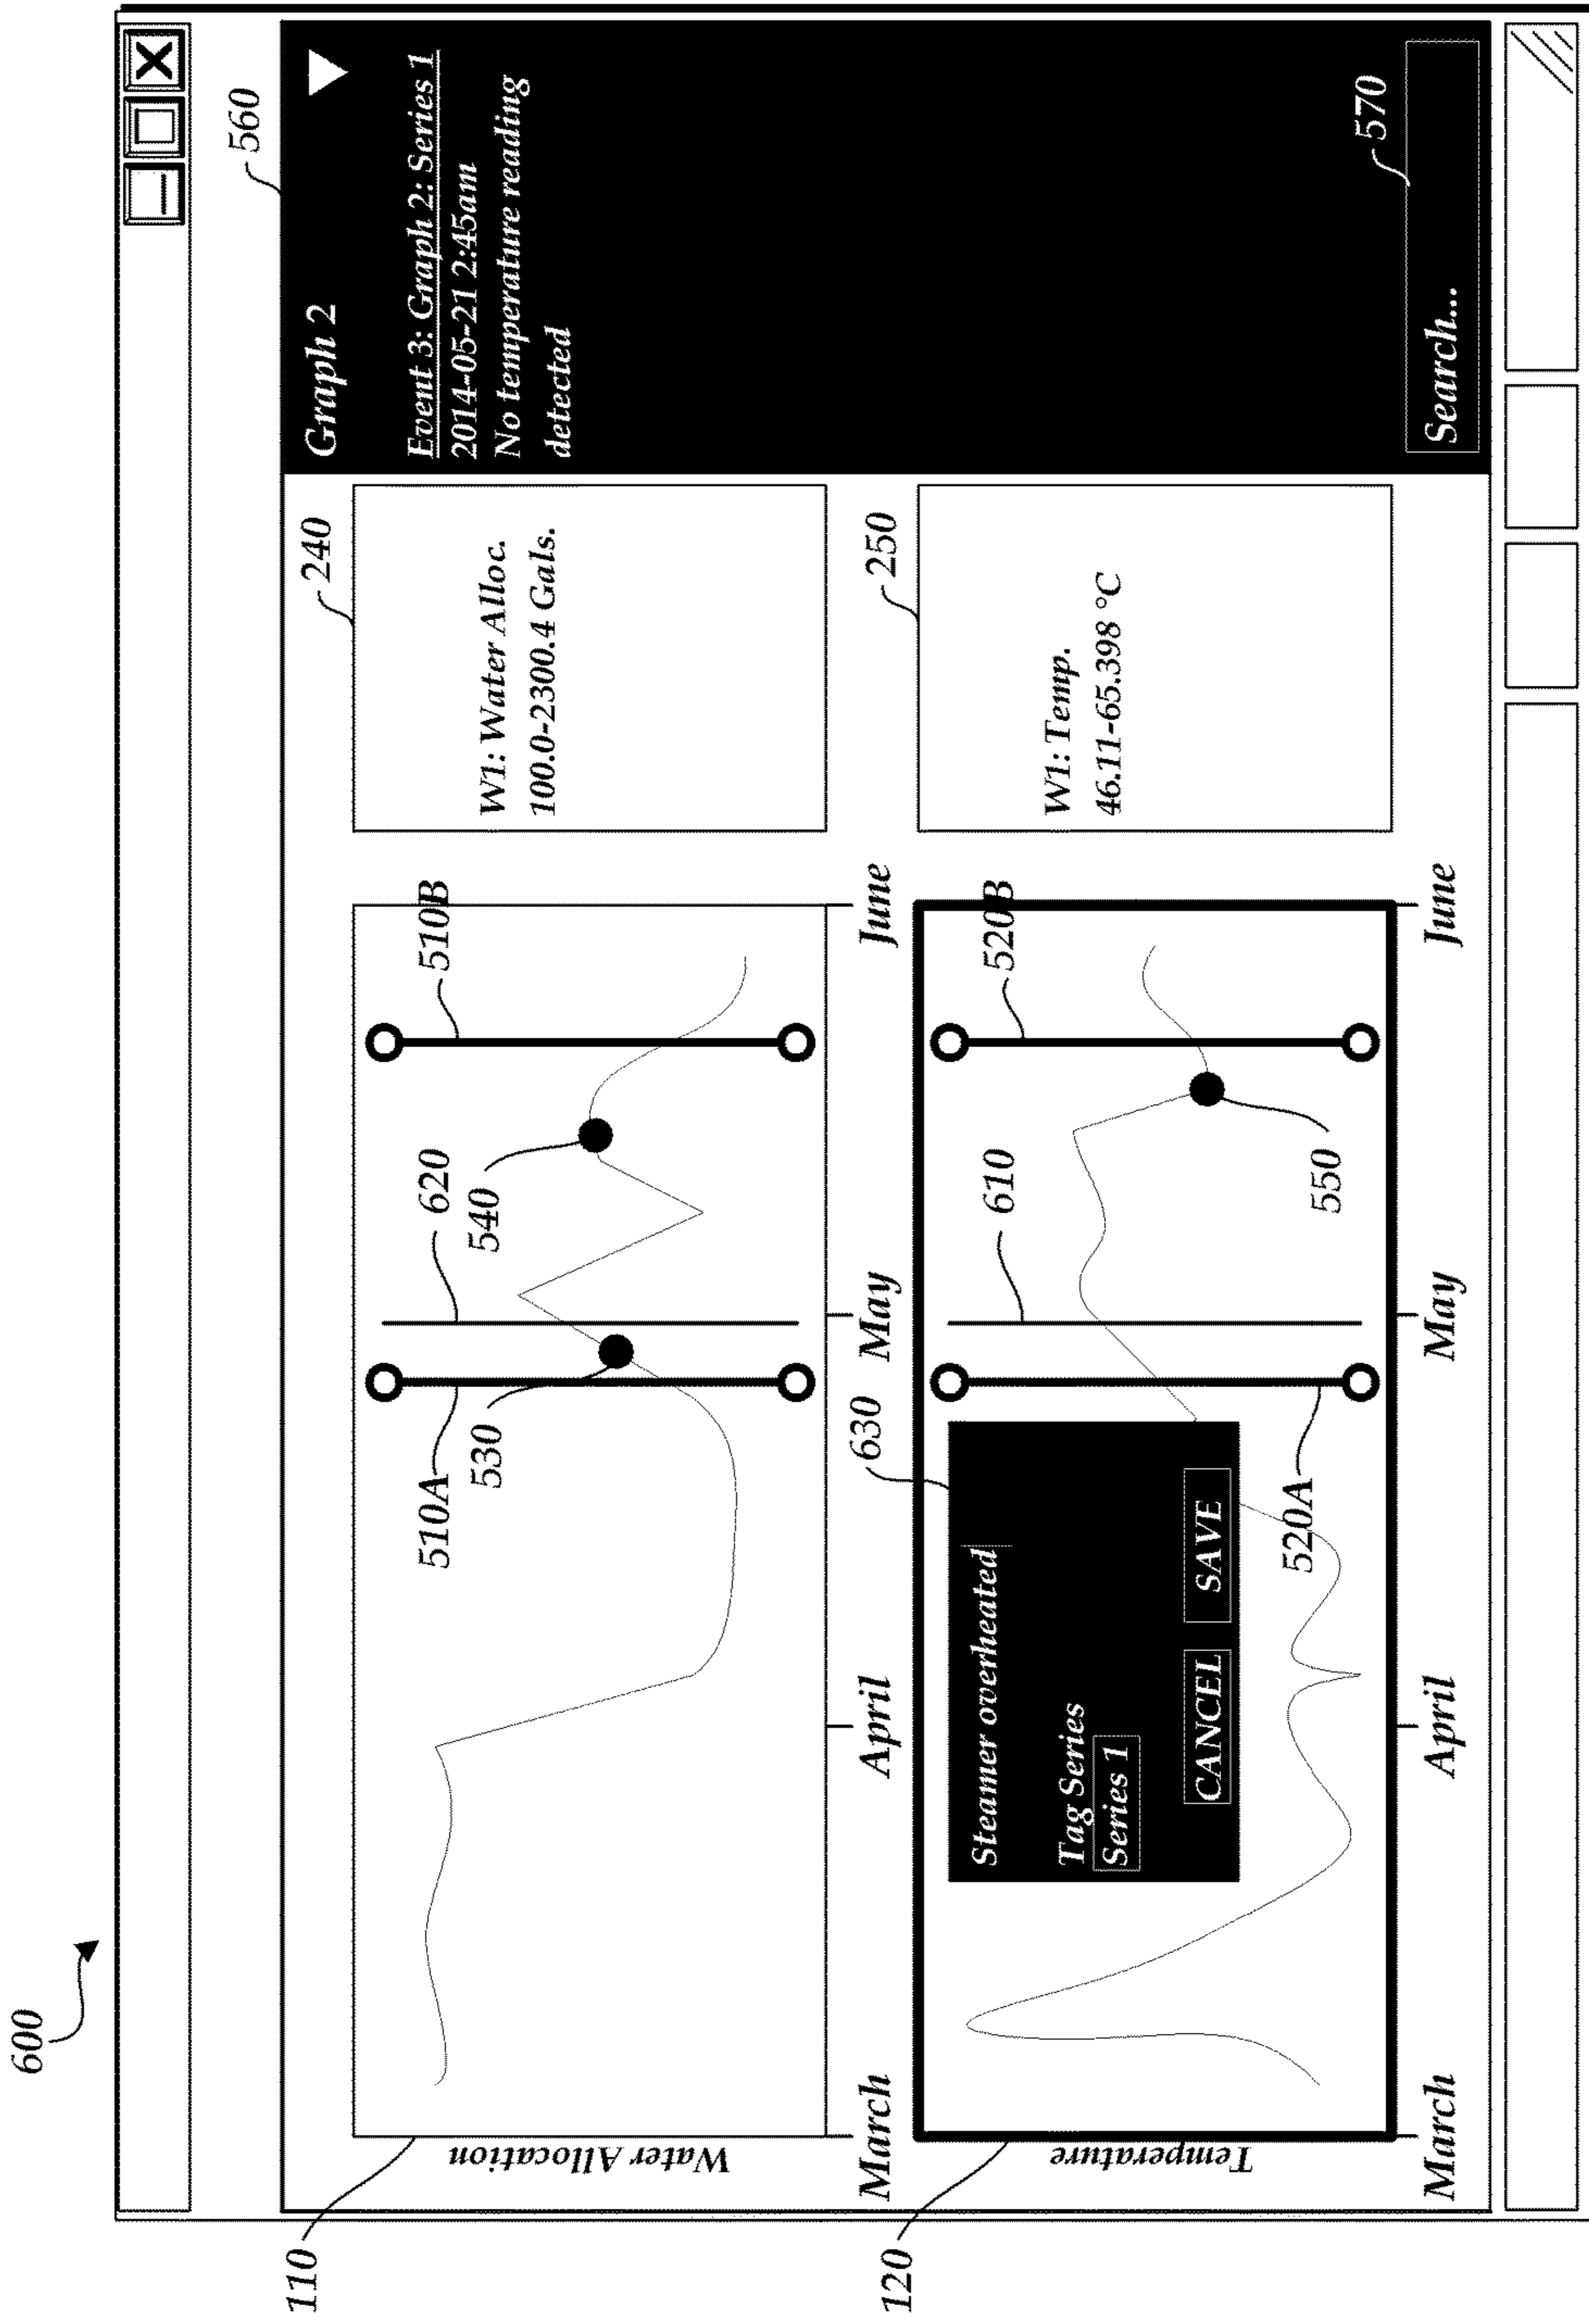 600
560
110
Water Allocation
510A
530
620
540
510B
March
April
May
June
240
W1: Water Alloc.
100.0-2300.4 Gals.
120
Temperature
630
Steamer overheated
Tag Series
Series 1
CANCEL
SAVE
520A
610
550
520B
March
April
May
June
250
W1: Temp.
46.11-65.398 °C
Graph 2
Event 3: Graph 2: Series 1
2014-05-21 2:45am
No temperature reading
detected
570
Search...